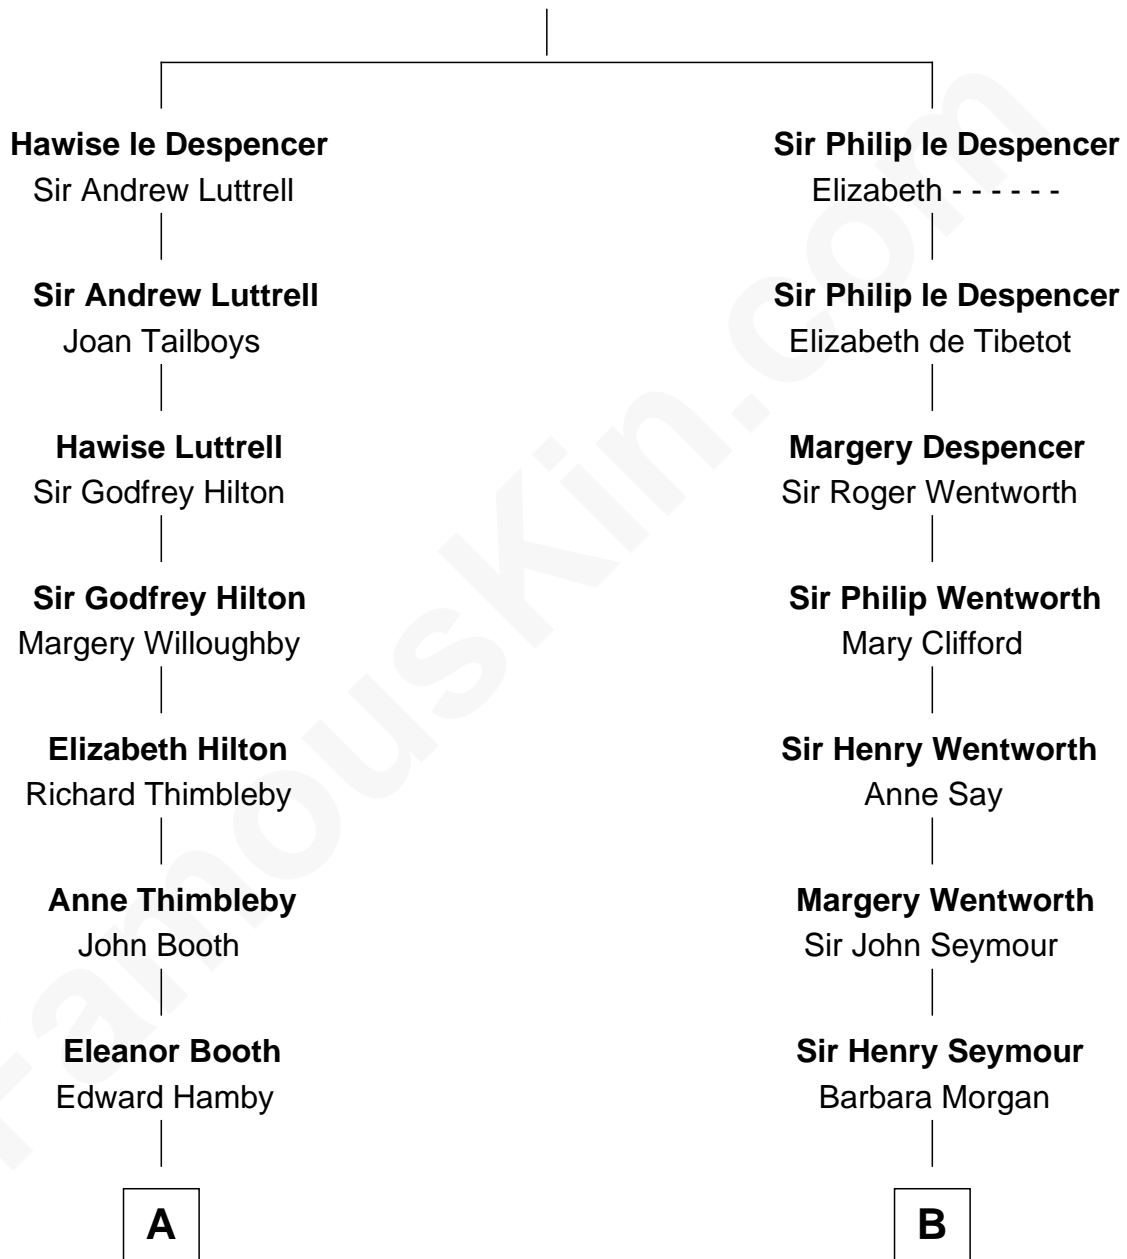 Hawise le Despencer
Sir Andrew Luttrell
Sir Philip le Despencer
Elizabeth - - - - - -
Sir Andrew Luttrell
Joan Tailboys
Sir Philip le Despencer
Elizabeth de Tibetot
Hawise Luttrell
Sir Godfrey Hilton
Margery Despencer
Sir Roger Wentworth
Sir Godfrey Hilton
Margery Willoughby
Sir Philip Wentworth
Mary Clifford
Elizabeth Hilton
Richard Thimbleby
Sir Henry Wentworth
Anne Say
Anne Thimbleby
John Booth
Margery Wentworth
Sir John Seymour
Eleanor Booth
Edward Hamby
Sir Henry Seymour
Barbara Morgan
A
B
FamousKin.com